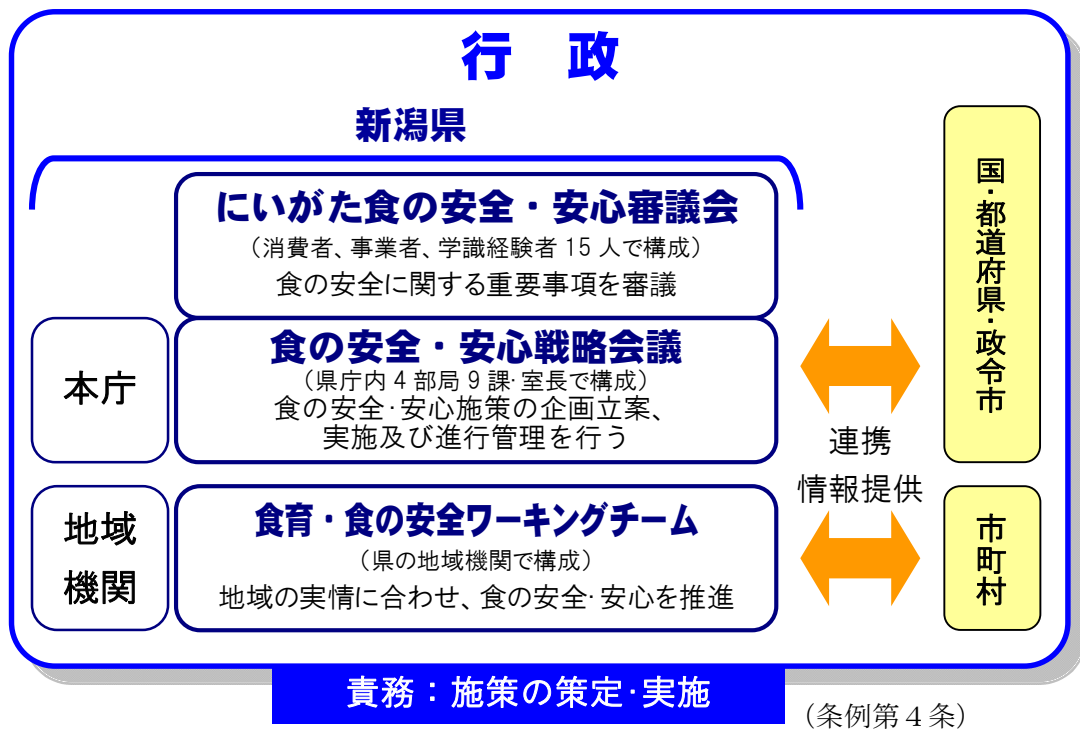 行　政
新潟県
にいがた食の安全・安心審議会
（消費者、事業者、学識経験者 15 人で構成）
食の安全に関する重要事項を審議
本庁
食の安全・安心戦略会議
（県庁内 4 部局 9 課･室長で構成）
食の安全･安心施策の企画立案、
実施及び進行管理を行う
地域
機関
食育・食の安全ワーキングチーム
（県の地域機関で構成）
地域の実情に合わせ、食の安全･安心を推進
連携
情報提供
国･都道府県･政令市
市町村
責務：施策の策定･実施
（条例第４条）